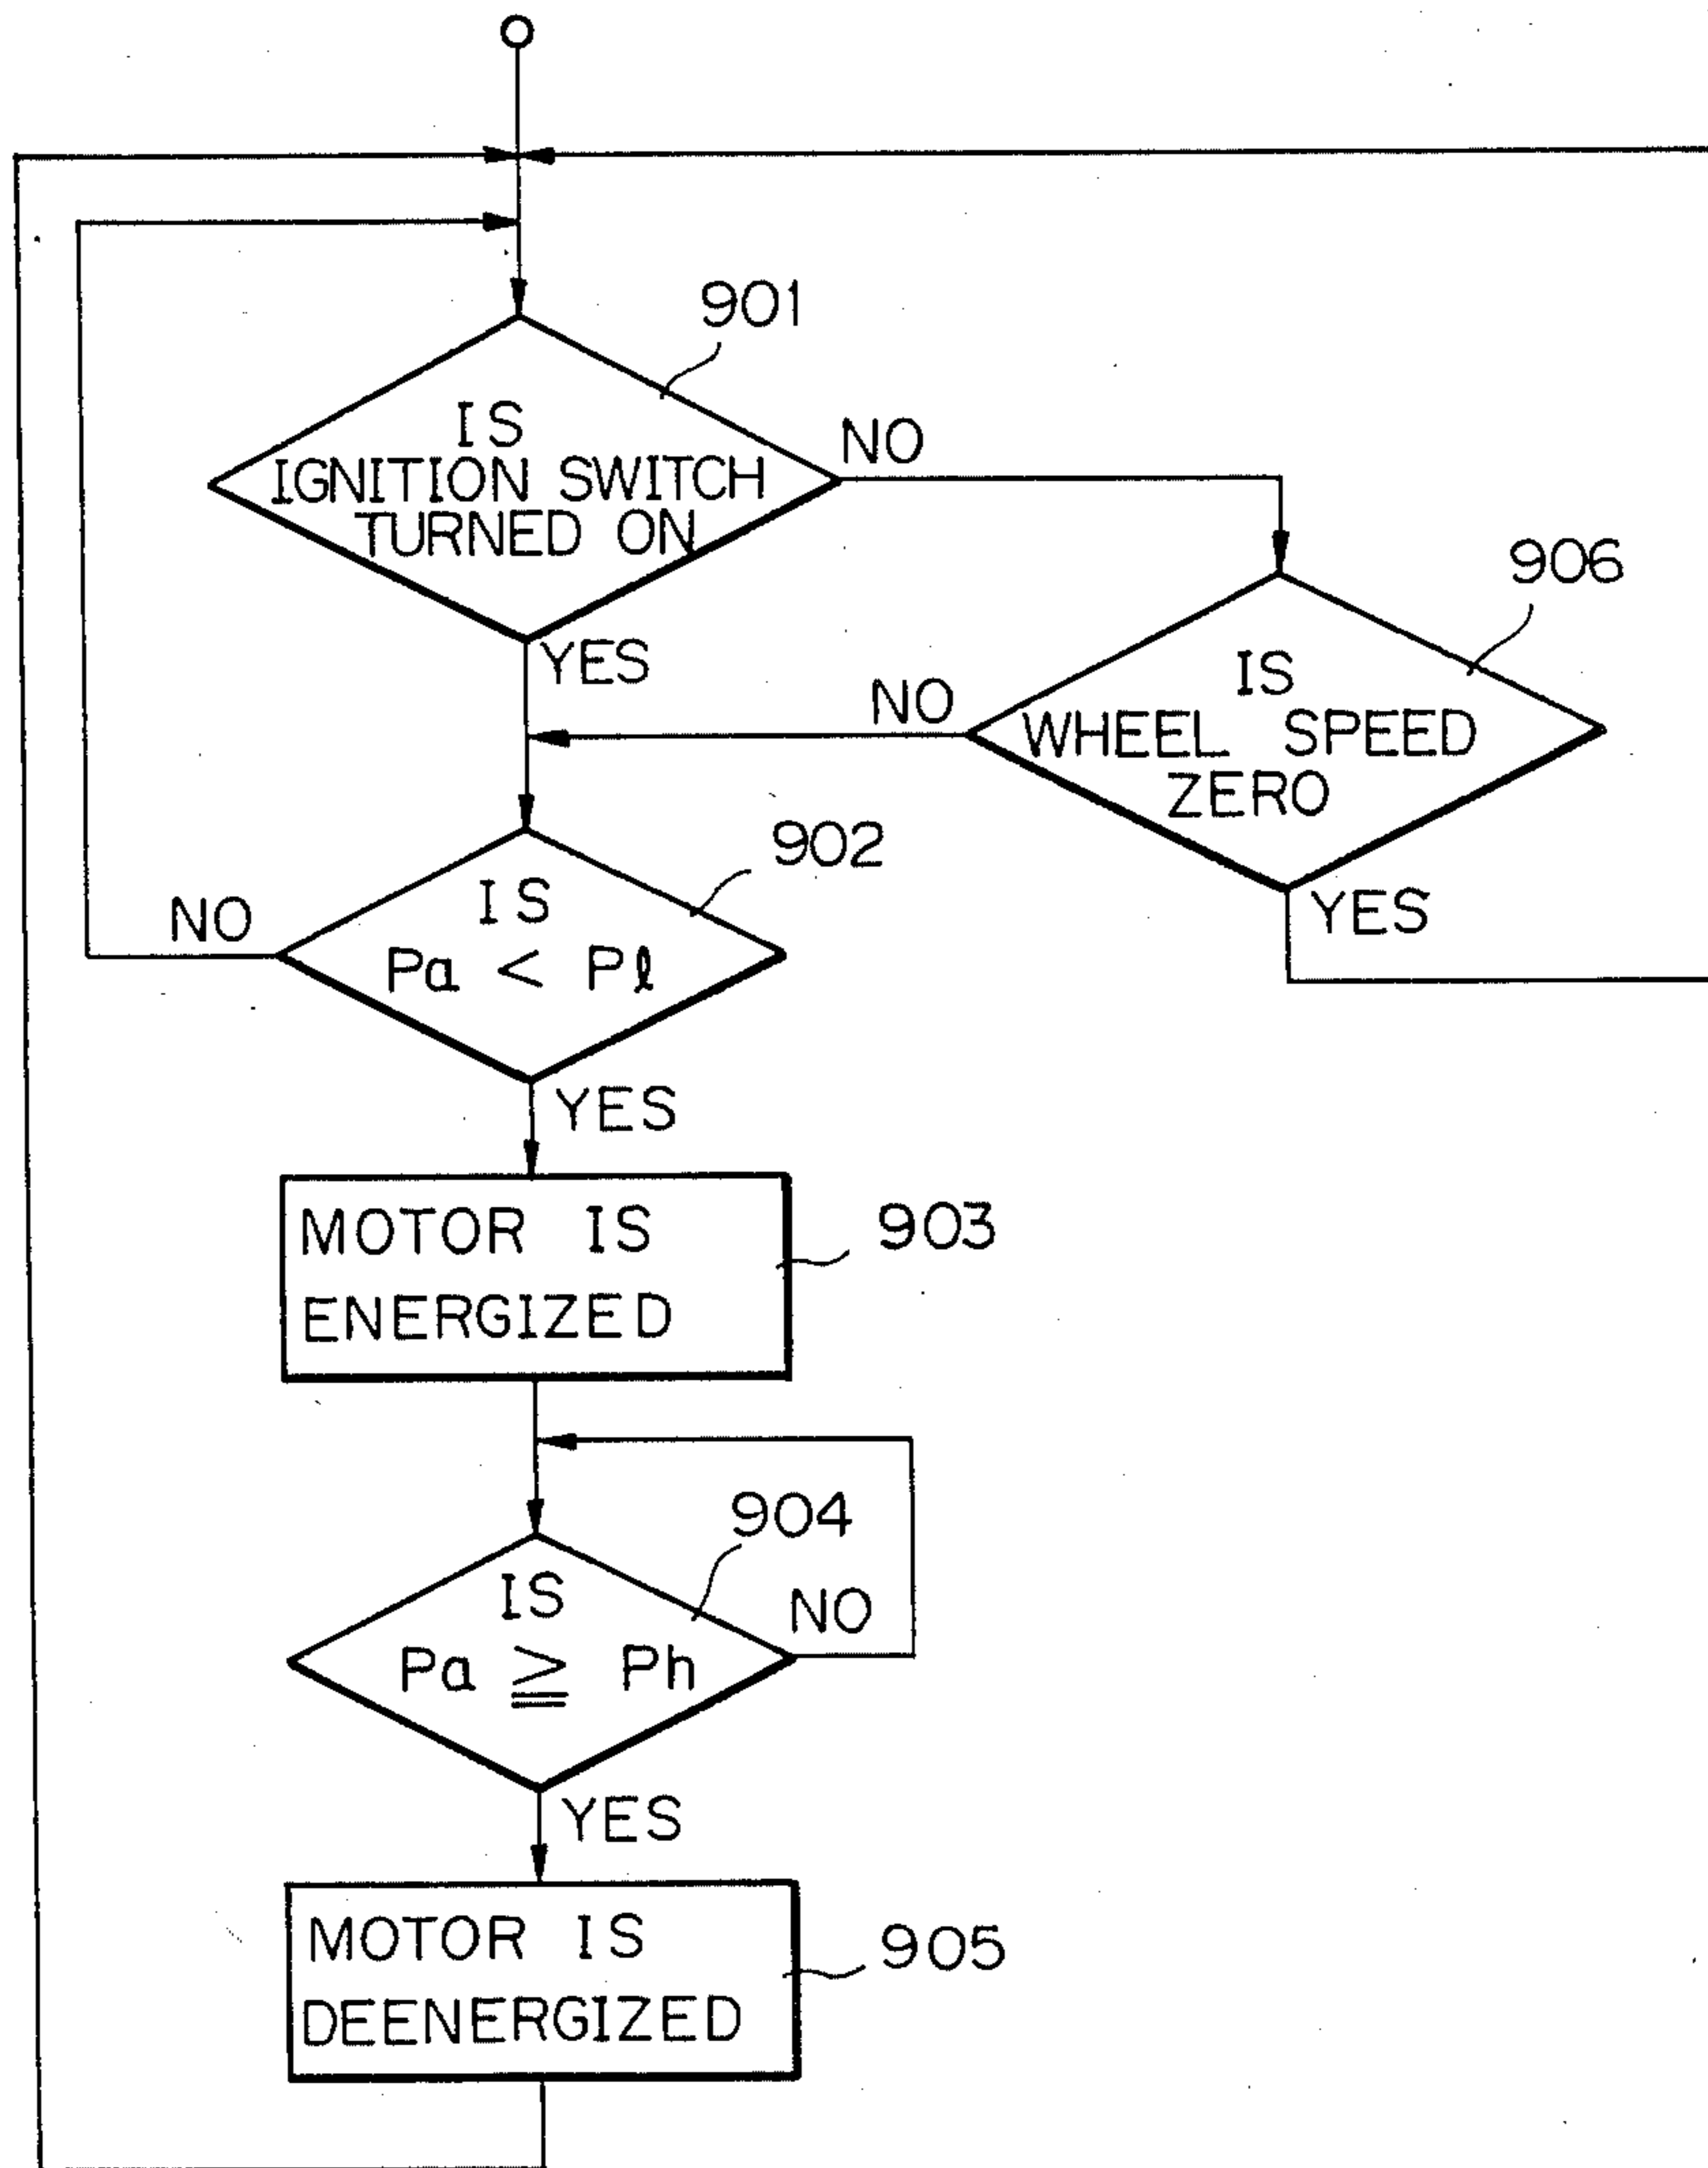 901
IS
IGNITION SWITCH
TURNED ON
NO
YES
906
IS
WHEEL SPEED
ZERO
NO
YES
902
IS
Pa < Pl
NO
YES
MOTOR IS
ENERGIZED
903
904
IS
Pa ≧ Ph
NO
YES
MOTOR IS
DEENERGIZED
905